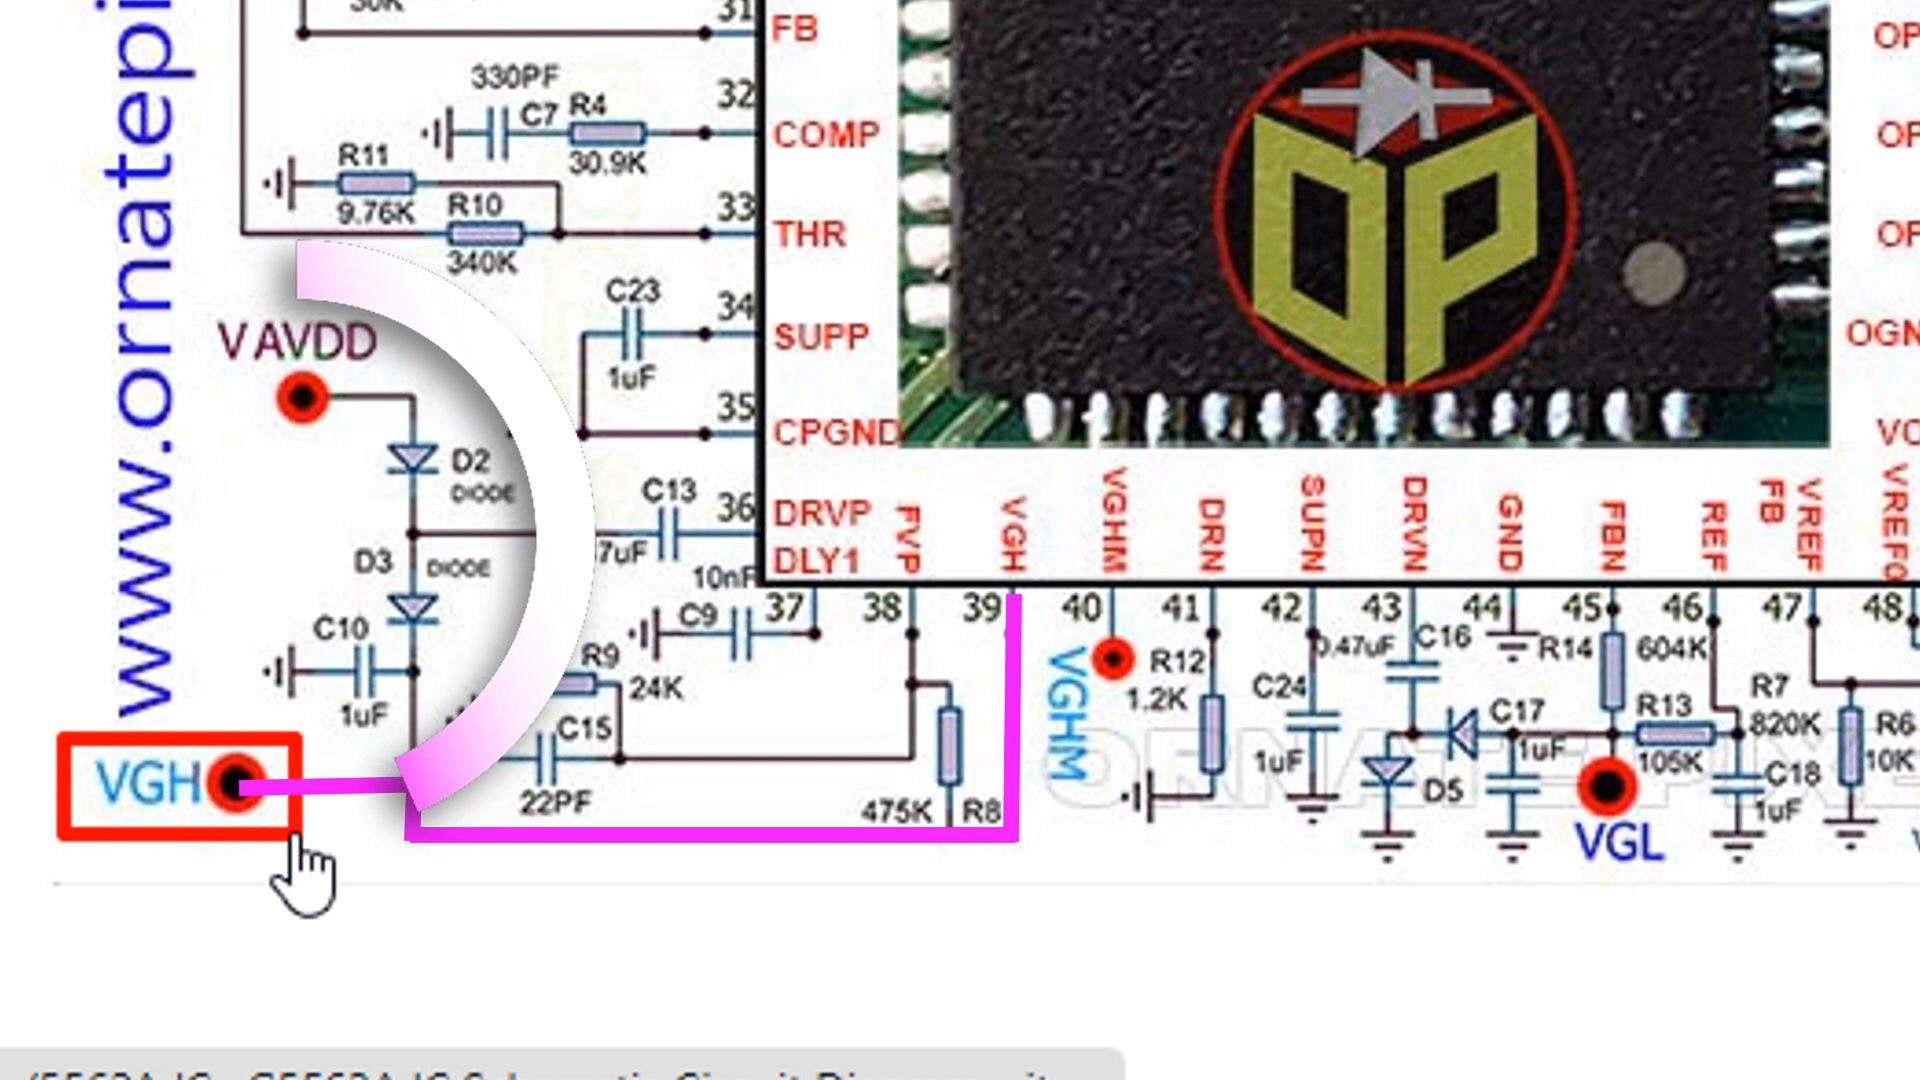 www.ornatepi
30K
31
FB
330PF
C7
R4
30.9K
32
COMP
R11
9.76K
R10
340K
33
THR
C23
1uF
34
SUPP
V AVDD
35
CPGND
D2
DIODE
C13
7uF
36
DRVP
DLY1
D3
DIODE
10nF
C9
37
C10
1uF
R9
24K
C15
22PF
VGH
FVP
VGH
VGHM
DRN
SUPN
DRVN
GND
FBN
REF
FB
VREF
VREF0
38
39
40
41
42
43
44
45
46
47
48
475K
R8
VGHM
R12
1.2K
C24
1uF
0.47uF
C16
D5
C17
1uF
R14
604K
R13
105K
VGL
R7
820K
C18
1uF
R6
10K
OP
OP
OP
OP
OGN
VC
ORNATEPIXE